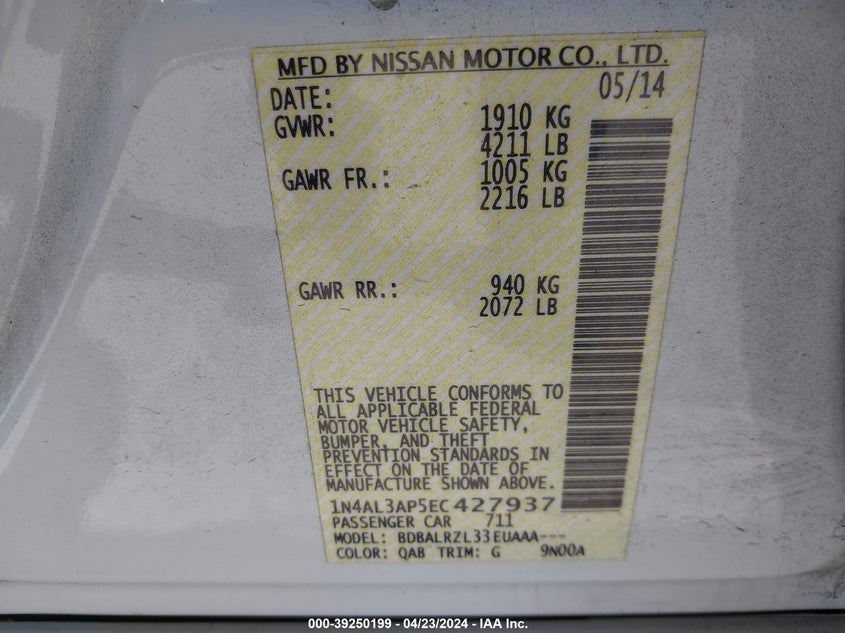 MFD BY NISSAN MOTOR CO., LTD.
DATE: 05/14
GVWR: 1910 KG
4211 LB
GAWR FR.: 1005 KG
2216 LB
GAWR RR.: 940 KG
2072 LB
THIS VEHICLE CONFORMS TO
ALL APPLICABLE FEDERAL
MOTOR VEHICLE SAFETY,
BUMPER, AND THEFT
PREVENTION STANDARDS IN
EFFECT ON THE DATE OF
MANUFACTURE SHOWN ABOVE.
1N4AL3AP5EC427937
PASSENGER CAR 711
MODEL: BDBALRZL33EUAAA---
COLOR: QAB TRIM: G 9N00A
000-39250199 — 04/23/2024 — IAA Inc.